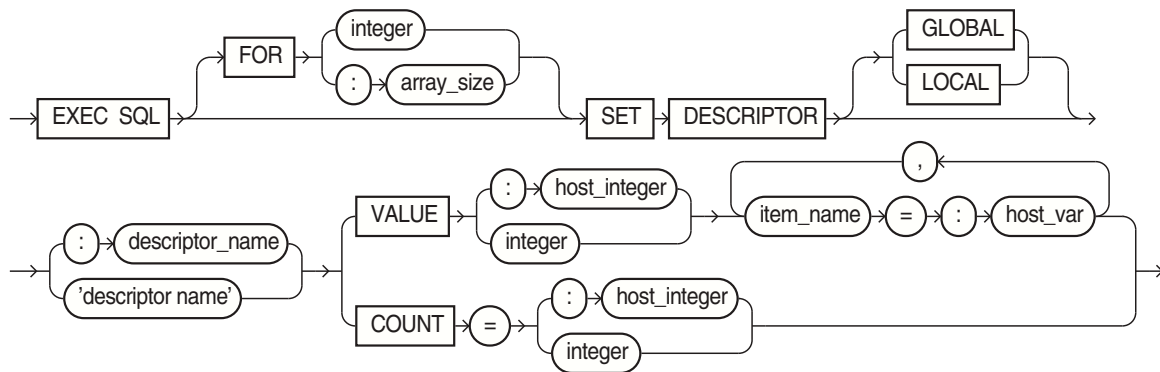 integer
FOR
: array_size
GLOBAL
LOCAL
EXEC SQL SET DESCRIPTOR
,
: host_integer
VALUE
integer
item_name = : host_var
: descriptor_name
'descriptor name'
: host_integer
COUNT =
integer